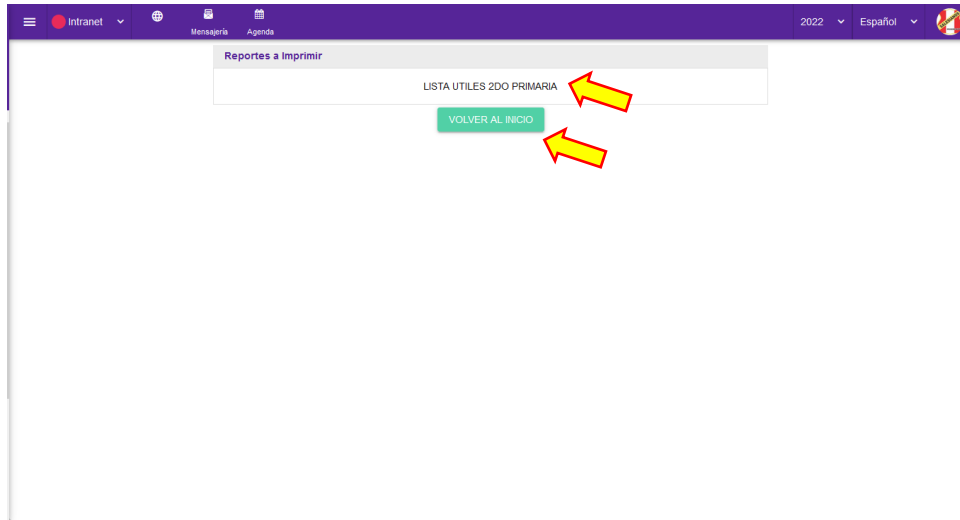 Intranet
Mensajería
Agenda
2022
Español
Reportes a Imprimir
LISTA UTILES 2DO PRIMARIA
VOLVER AL INICIO